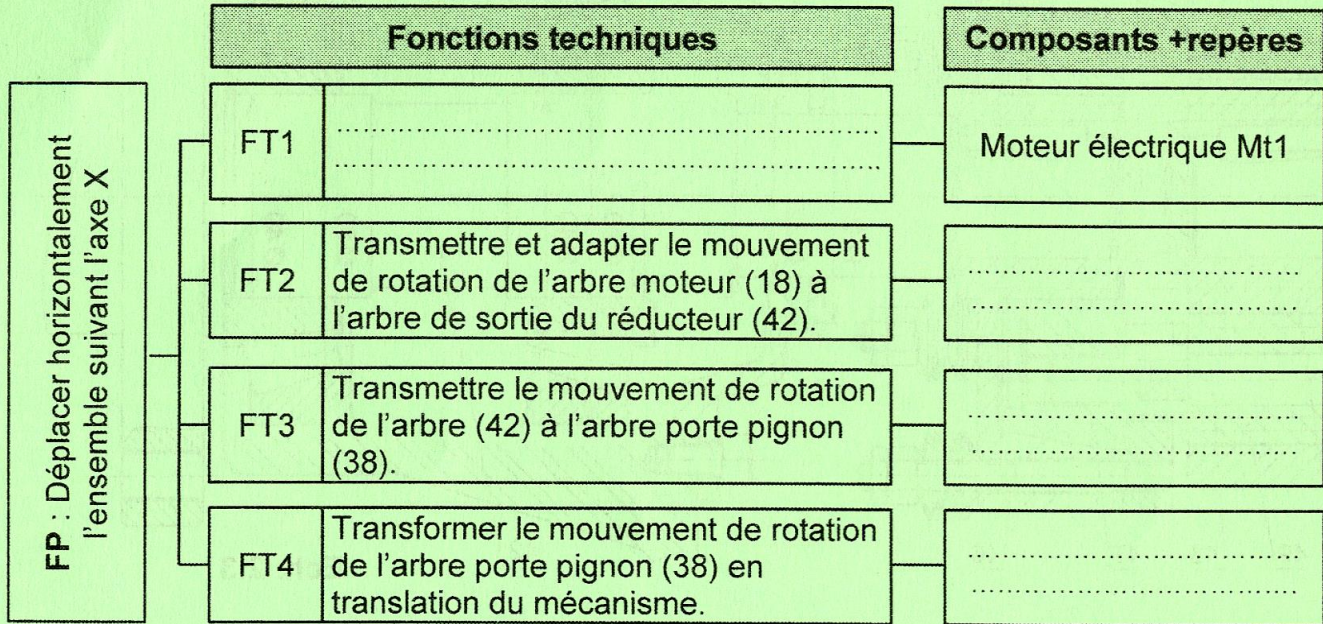 Fonctions techniques
Composants +repères
FP : Déplacer horizontalement
l'ensemble suivant l'axe X
FT1
Moteur électrique Mt1
FT2
Transmettre et adapter le mouvement
de rotation de l'arbre moteur (18) à
l'arbre de sortie du réducteur (42).
FT3
Transmettre le mouvement de rotation
de l'arbre (42) à l'arbre porte pignon
(38).
FT4
Transformer le mouvement de rotation
de l'arbre porte pignon (38) en
translation du mécanisme.